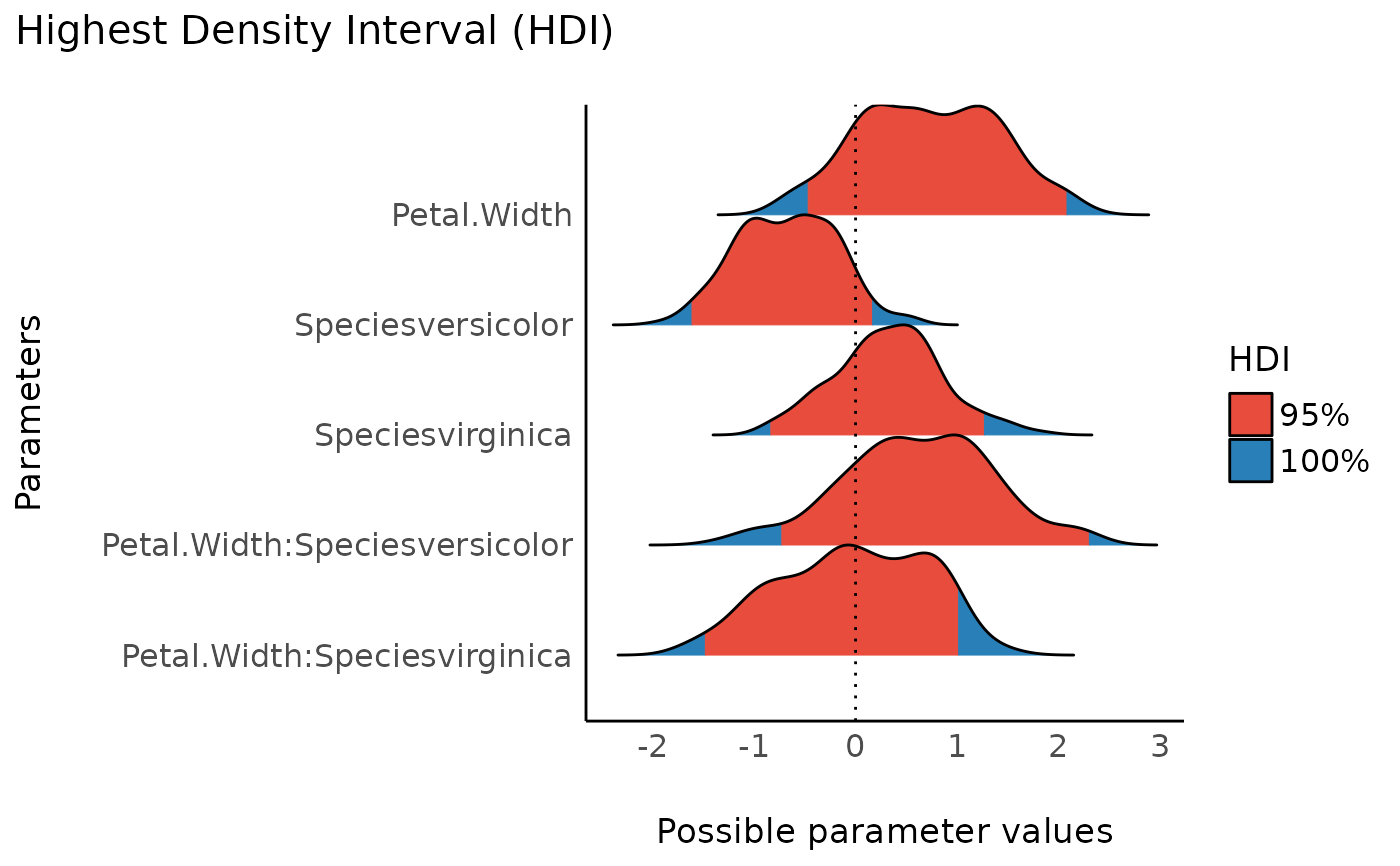 Highest Density Interval (HDI)
Parameters
Petal.Width
Speciesversicolor
Speciesvirginica
Petal.Width:Speciesversicolor
Petal.Width:Speciesvirginica
-2 -1 0 1 2 3
Possible parameter values
HDI
95%
100%